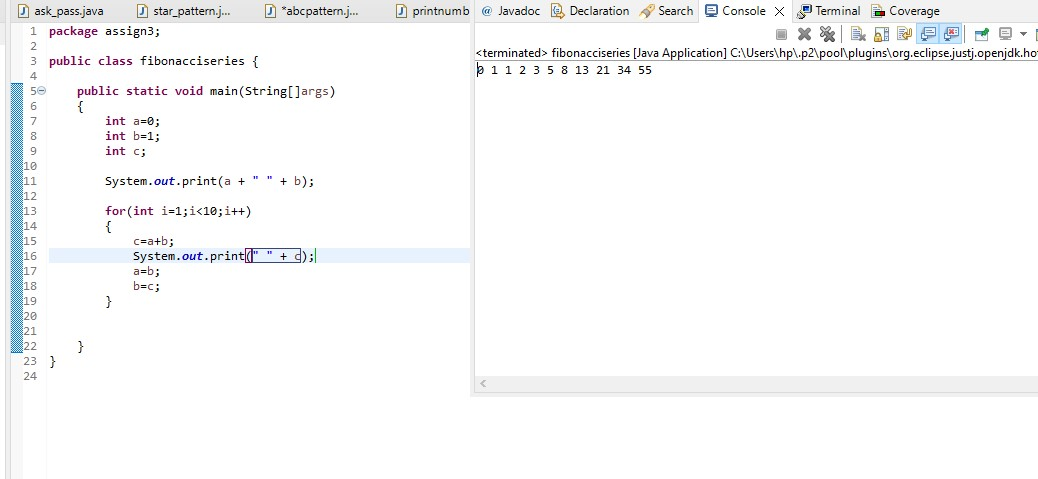 ask_pass.java star_pattern.j... *abcpattern.j... printnumb
@ Javadoc Declaration Search Console Terminal Coverage
<terminated> fibonacciseries [Java Application] C:\Users\hp\.p2\pool\plugins\org.eclipse.justj.openjdk.ho
0 1 1 2 3 5 8 13 21 34 55
1 package assign3;
2
3 public class fibonacciseries {
4
5 public static void main(String[]args)
6 {
7 int a=0;
8 int b=1;
9 int c;
10
11 System.out.print(a + " " + b);
12
13 for(int i=1;i<10;i++)
14 {
15 c=a+b;
16 System.out.print(" " + c);
17 a=b;
18 b=c;
19 }
20
21
22 }
23 }
24